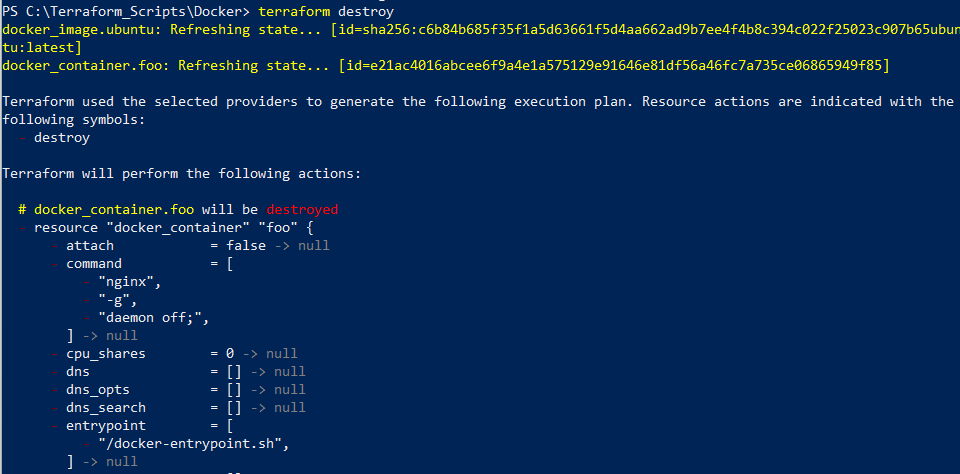 PS C:\Terraform_Scripts\Docker> terraform destroy
docker_image.ubuntu: Refreshing state... [id=sha256:c6b84b685f35f1a5d63661f5d4aa662ad9b7ee4f4b8c394c022f25023c907b65ubun
tu:latest]
docker_container.foo: Refreshing state... [id=e21ac4016abcee6f9a4e1a575129e91646e81df56a46fc7a735ce06865949f85]
Terraform used the selected providers to generate the following execution plan. Resource actions are indicated with the
following symbols:
- destroy
Terraform will perform the following actions:
# docker_container.foo will be destroyed
- resource "docker_container" "foo" {
- attach = false -> null
- command = [
- "nginx",
- "-g",
- "daemon off;",
] -> null
- cpu_shares = 0 -> null
- dns = [] -> null
- dns_opts = [] -> null
- dns_search = [] -> null
- entrypoint = [
- "/docker-entrypoint.sh",
] -> null